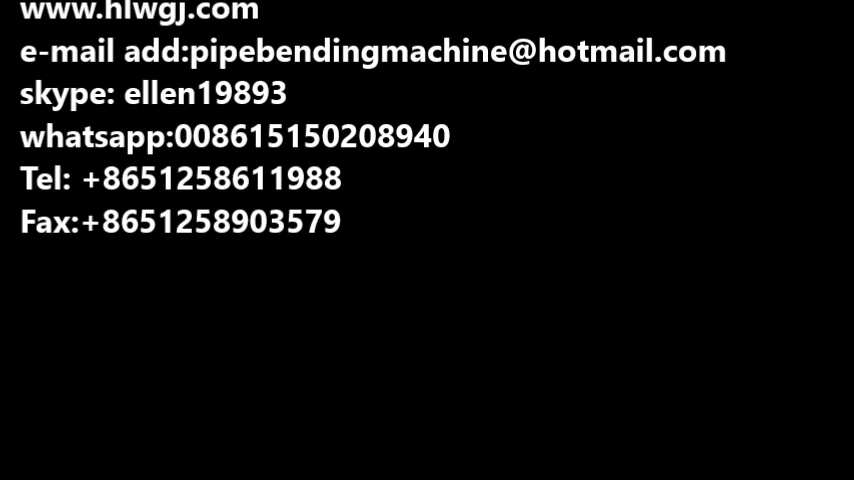 www.hlwgj.com
e-mail add:pipebendingmachine@hotmail.com
skype: ellen19893
whatsapp:008615150208940
Tel: +8651258611988
Fax:+8651258903579